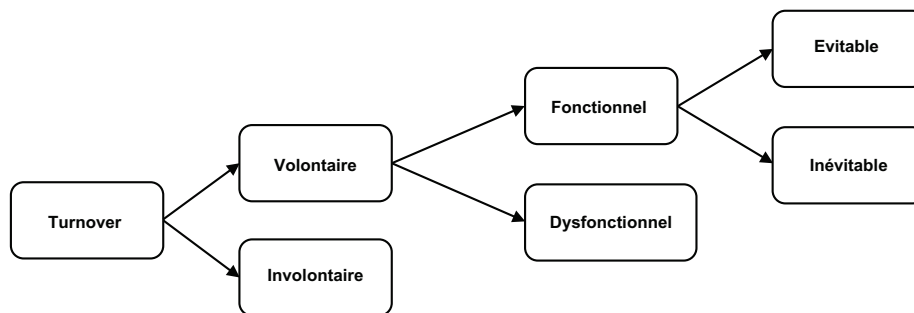 Evitable
Fonctionnel
Volontaire
Inévitable
Turnover
Dysfonctionnel
Involontaire